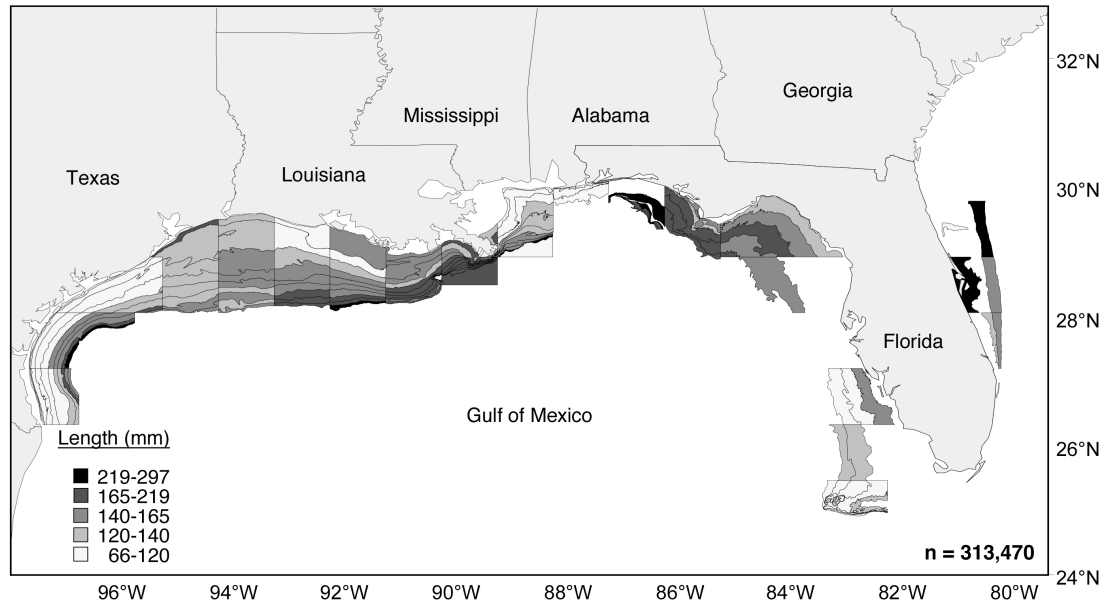 32°N
Georgia
Mississippi
Alabama
Texas
Louisiana
30°N
28°N
Florida
Gulf of Mexico
Length (mm)
26°N
219-297
165-219
140-165
120-140
66-120
n = 313,470
24°N
96°W 94°W 92°W 90°W 88°W 86°W 84°W 82°W 80°W